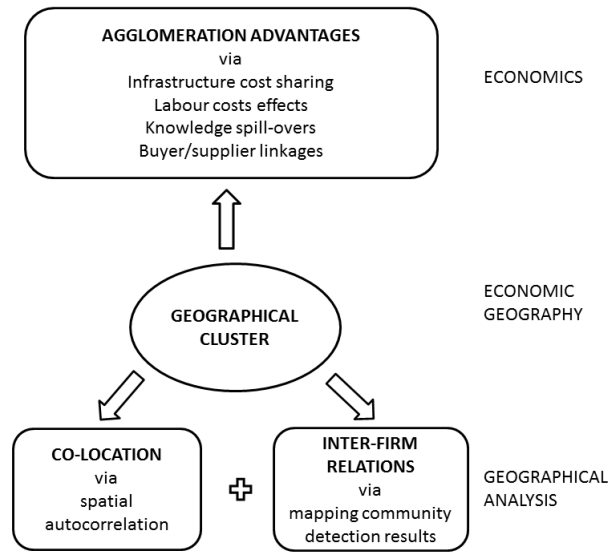 AGGLOMERATION ADVANTAGES
via
Infrastructure cost sharing
Labour costs effects
Knowledge spill-overs
Buyer/supplier linkages
ECONOMICS
GEOGRAPHICAL
CLUSTER
ECONOMIC
GEOGRAPHY
CO-LOCATION
via
spatial
autocorrelation
INTER-FIRM
RELATIONS
via
mapping community
detection results
GEOGRAPHICAL
ANALYSIS